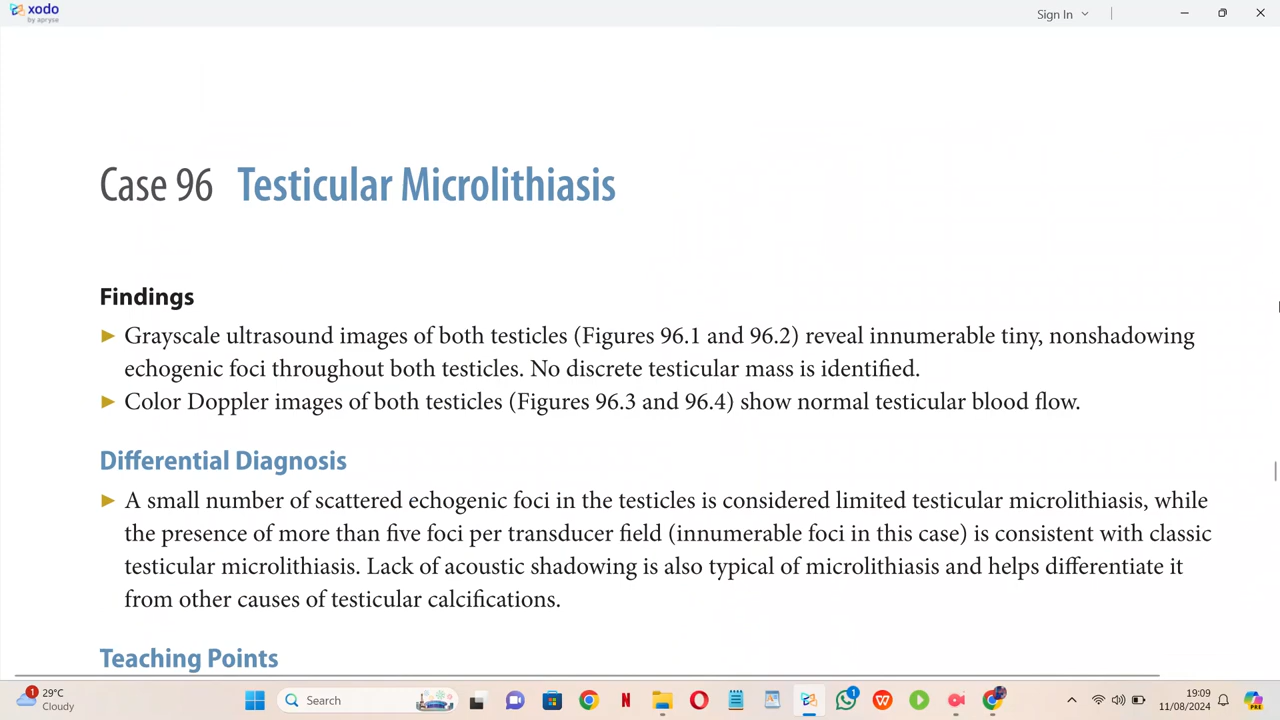 xodo
by apryse
Sign In
Case 96 Testicular Microlithiasis
Findings
► Grayscale ultrasound images of both testicles (Figures 96.1 and 96.2) reveal innumerable tiny, nonshadowing
echogenic foci throughout both testicles. No discrete testicular mass is identified.
► Color Doppler images of both testicles (Figures 96.3 and 96.4) show normal testicular blood flow.
Differential Diagnosis
► A small number of scattered echogenic foci in the testicles is considered limited testicular microlithiasis, while
the presence of more than five foci per transducer field (innumerable foci in this case) is consistent with classic
testicular microlithiasis. Lack of acoustic shadowing is also typical of microlithiasis and helps differentiate it
from other causes of testicular calcifications.
Teaching Points
1
29°C
Cloudy
Search
N
1
W
19:09
11/08/2024
PRE